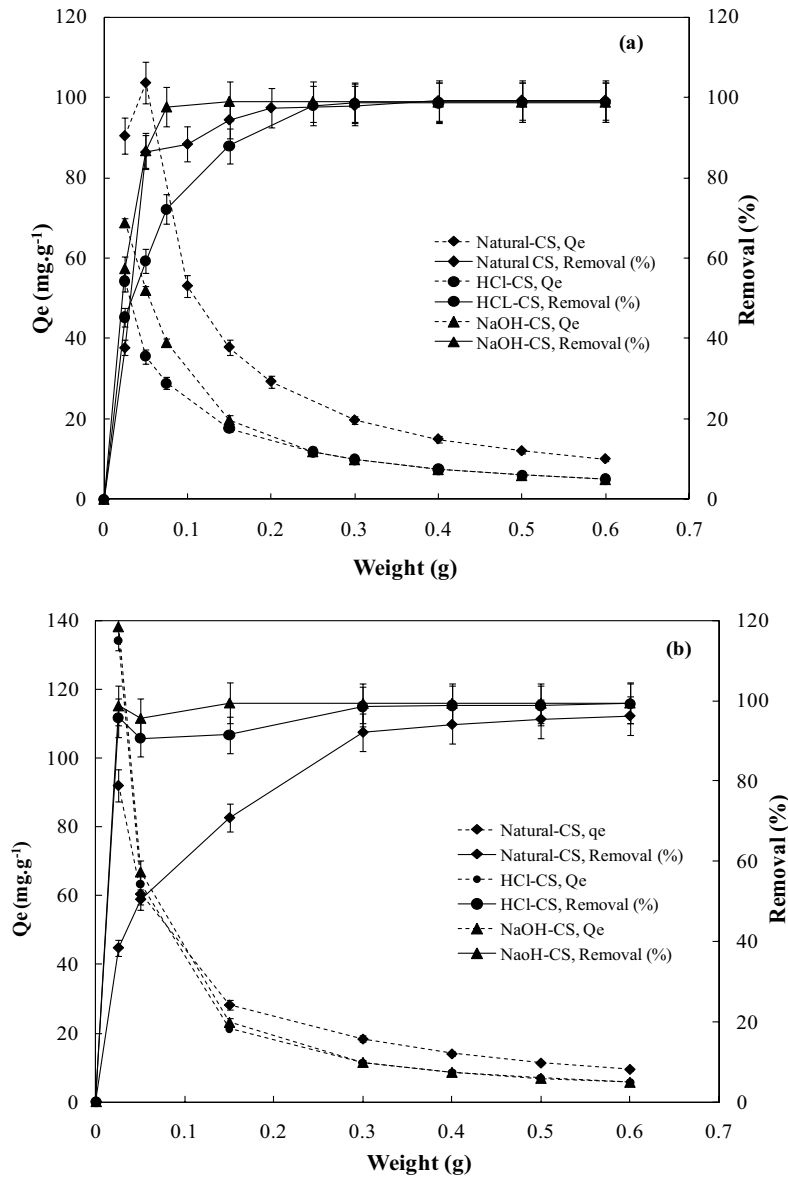 120
100
80
60
40
20
0
Qe (mg.g-1)
120
100
80
60
40
20
0
Removal (%)
(a)
Natural-CS, Qe
Natural CS, Removal (%)
HCl-CS, Qe
HCL-CS, Removal (%)
NaOH-CS, Qe
NaOH-CS, Removal (%)
0 0.1 0.2 0.3 0.4 0.5 0.6 0.7
Weight (g)
140
120
100
80
60
40
20
0
Qe (mg.g-1)
120
100
80
60
40
20
0
Removal (%)
(b)
Natural-CS, qe
Natural-CS, Removal (%)
HCl-CS, Qe
HCl-CS, Removal (%)
NaOH-CS, Qe
NaoH-CS, Removal (%)
0 0.1 0.2 0.3 0.4 0.5 0.6 0.7
Weight (g)